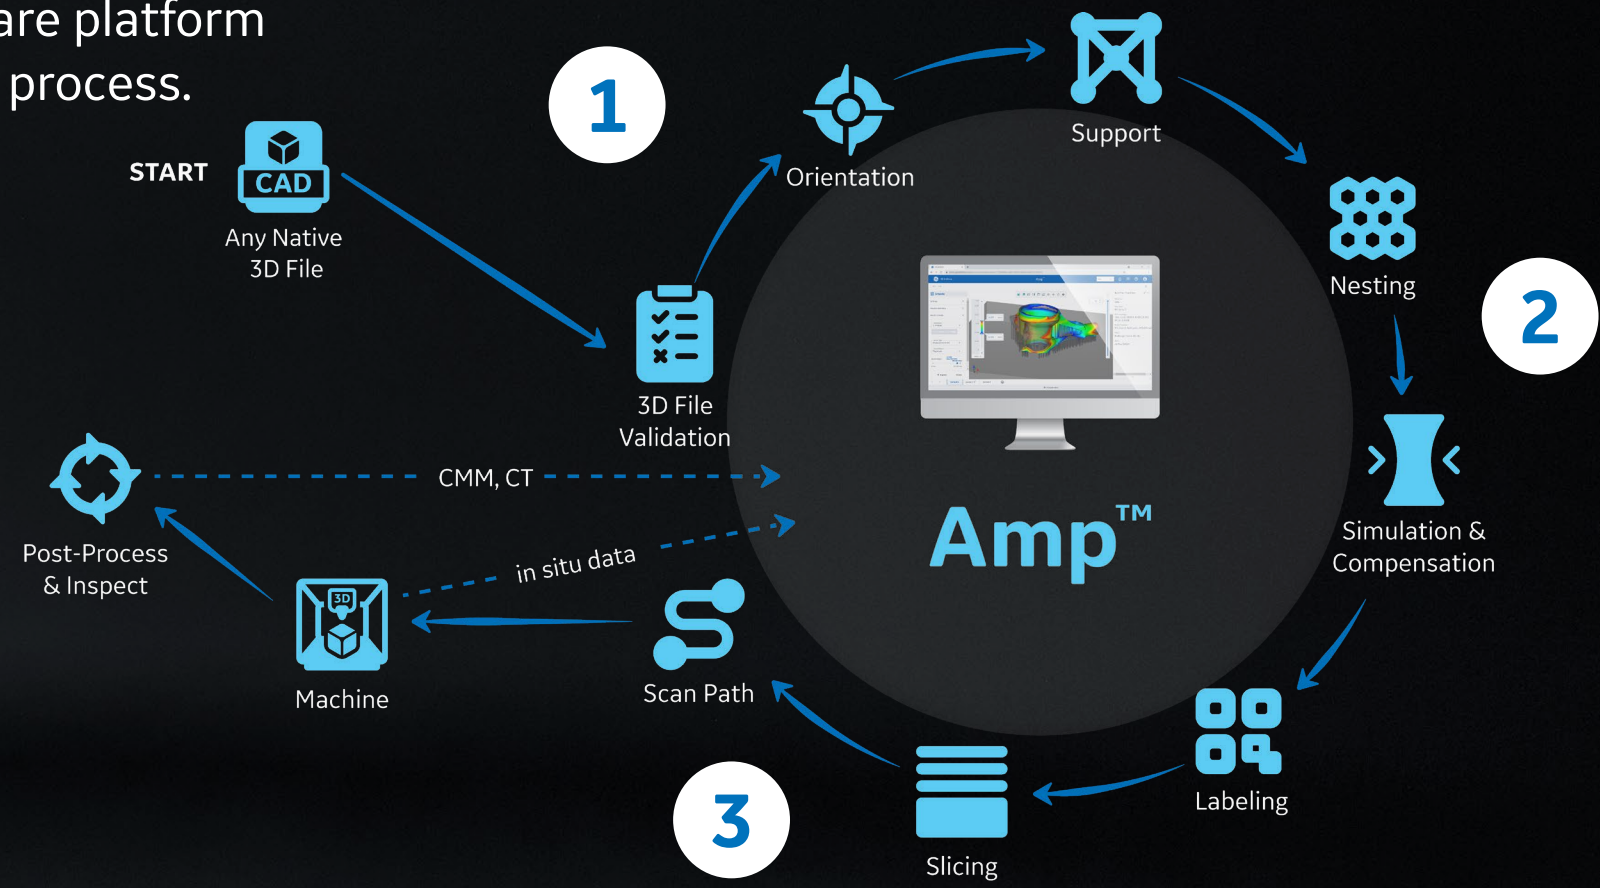 are platform
process.
1
START
CAD
Any Native
3D File
Orientation
Support
Nesting
2
3D File
Validation
CMM, CT
in situ data
Amp™
Simulation &
Compensation
Post-Process
& Inspect
3D
Machine
Scan Path
Labeling
3
Slicing